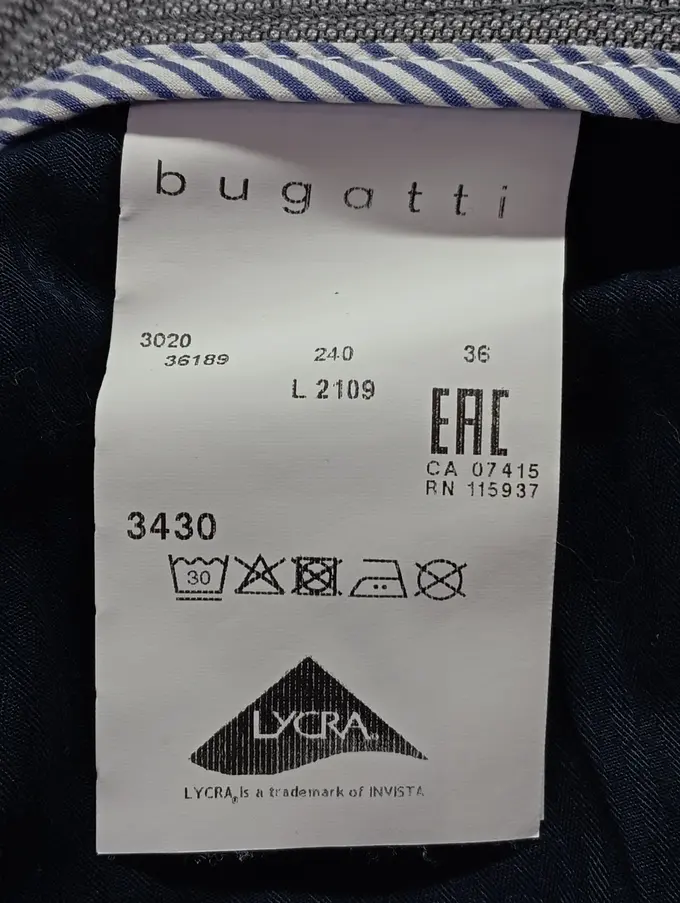 bugatti
3020 240 36
36189
L 2109
EAC
CA 07415
RN 115937
3430
30
LYCRA®
LYCRA® is a trademark of INVISTA